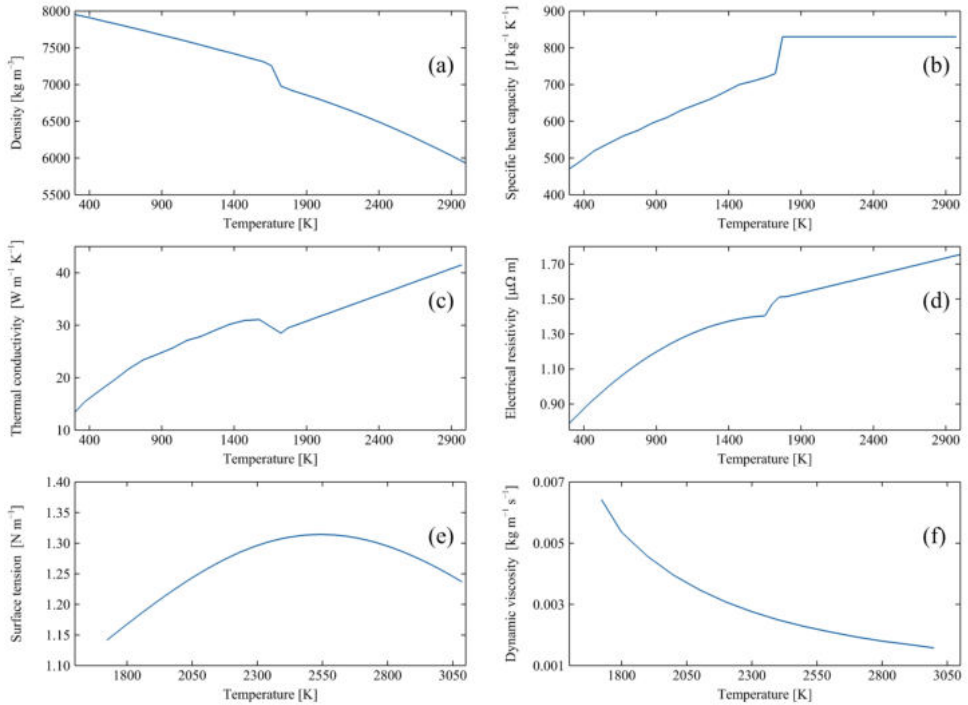 8000
7500
7000
6500
6000
5500
Density [kg m⁻³]
(a)
400 900 1400 1900 2400 2900
Temperature [K]
900
800
700
600
500
400
Specific heat capacity [J kg⁻¹ K⁻¹]
(b)
400 900 1400 1900 2400 2900
Temperature [K]
40
30
20
10
Thermal conductivity [W m⁻¹ K⁻¹]
(c)
400 900 1400 1900 2400 2900
Temperature [K]
1.70
1.50
1.30
1.10
0.90
Electrical resistivity [μΩ m]
(d)
400 900 1400 1900 2400 2900
Temperature [K]
1.40
1.35
1.30
1.25
1.20
1.15
1.10
Surface tension [N m⁻¹]
(e)
1800 2050 2300 2550 2800 3050
Temperature [K]
0.007
0.005
0.003
0.001
Dynamic viscosity [kg m⁻¹ s⁻¹]
(f)
1800 2050 2300 2550 2800 3050
Temperature [K]